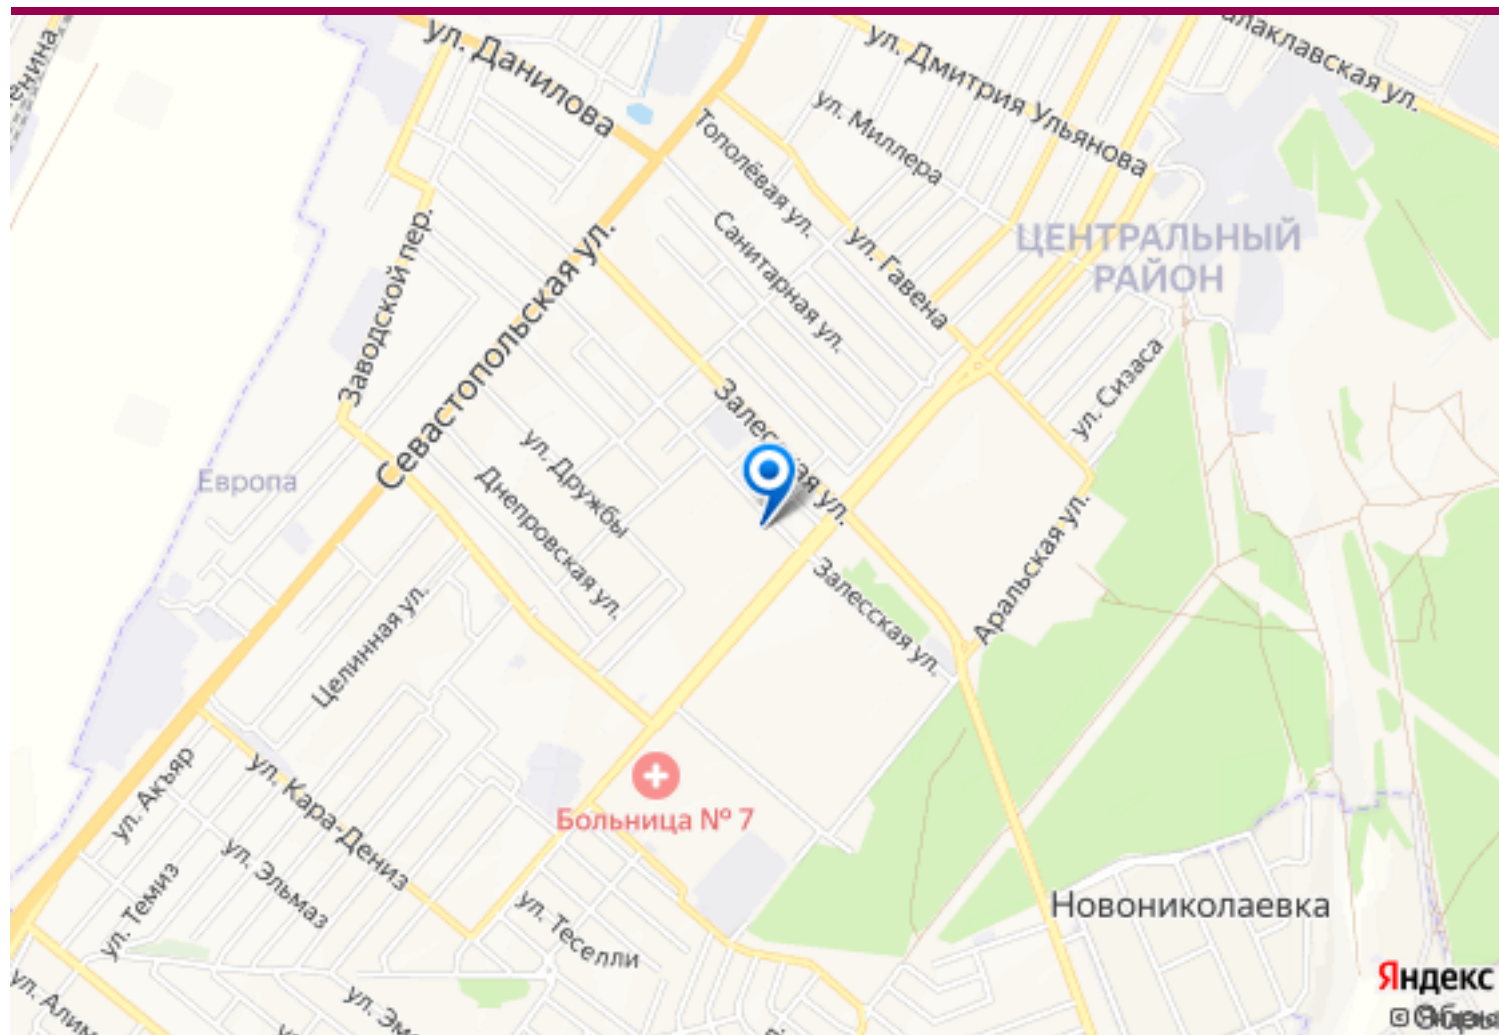 ул. Данилова
ул. Дмитрия Ульянова
ул. Миллера
Тополёвая ул.
Санитарная ул.
ул. Гавена
ЦЕНТРАЛЬНЫЙ
РАЙОН
Заводской пер.
Севастопольская ул.
ул. Сизаса
Европа
ул. Дружбы
Днепровская ул.
Залесская ул.
Аральская ул.
Целинная ул.
Больница № 7
ул. Акъяр
ул. Кара-Дениз
ул. Эльмаз
ул. Темиз
ул. Теселли
Новониколаевка
Яндекс